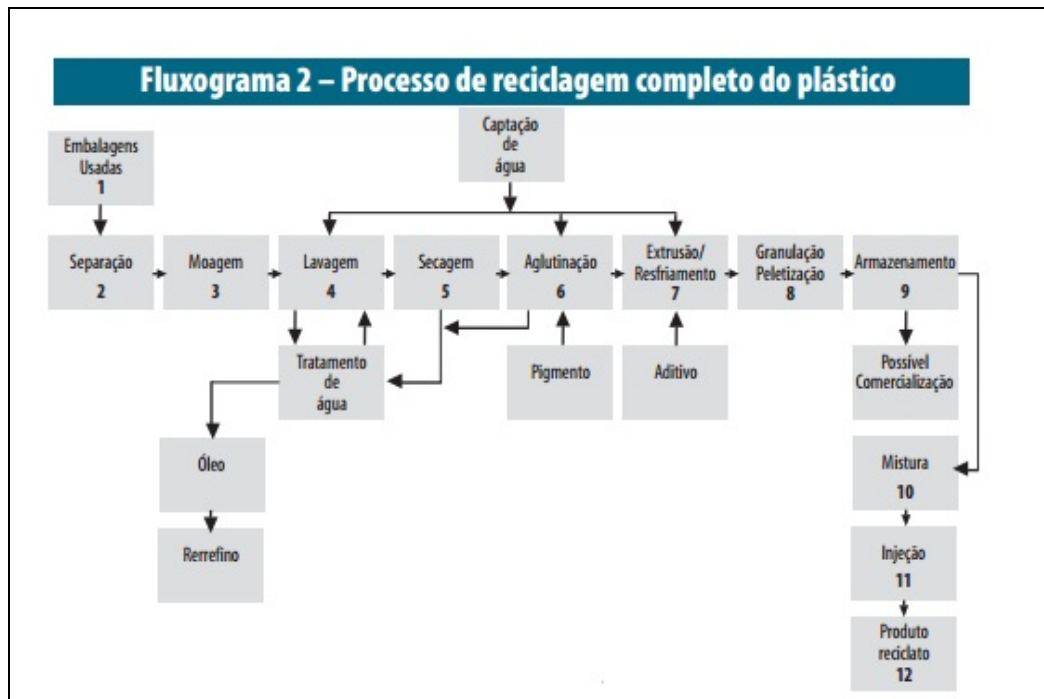 Fluxograma 2 – Processo de reciclagem completo do plástico
Captação
de
água
Embalagens
Usadas
1
Separação
2
Moagem
3
Lavagem
4
Secagem
5
Aglutinação
6
Extrusão/
Resfriamento
7
Granulação
Peletização
8
Armazenamento
9
Tratamento
de
água
Pigmento
Aditivo
Possível
Comercialização
Óleo
Rerrefino
Mistura
10
Injeção
11
Produto
reciclato
12